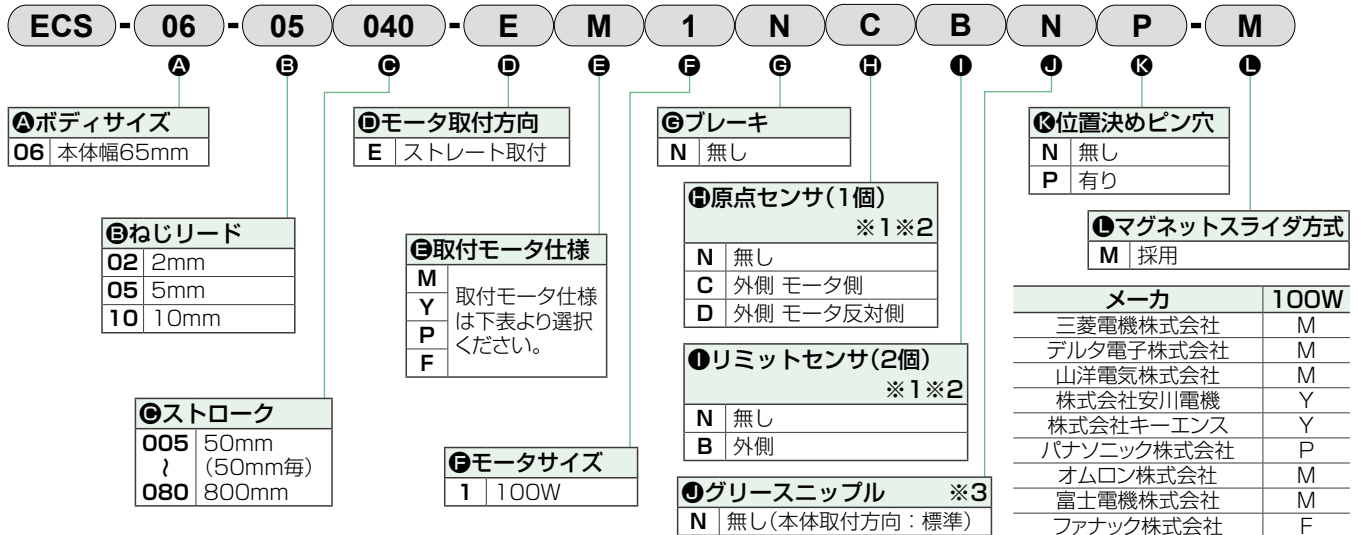 ECS - 06 - 05 040 - E M 1 N C B N P - M
A B C D E F G H I J K L
Aボディサイズ
06 本体幅65mm
Bねじリード
02 2mm
05 5mm
10 10mm
Cストローク
005 50mm
～ (50mm毎)
080 800mm
Dモータ取付方向
E ストレート取付
E取付モータ仕様
M
Y
P
F
取付モータ仕様
は下表より選択
ください。
Fモータサイズ
1 100W
Gブレーキ
N 無し
H原点センサ(1個)
※1※2
N 無し
C 外側 モータ側
D 外側 モータ反対側
Iリミットセンサ(2個)
※1※2
N 無し
B 外側
Jグリースニップル ※3
N 無し(本体取付方向：標準)
K位置決めピン穴
N 無し
P 有り
Lマグネットスライダ方式
M 採用
メーカ 100W
三菱電機株式会社 M
デルタ電子株式会社 M
山洋電気株式会社 M
株式会社安川電機 Y
株式会社キーエンス Y
パナソニック株式会社 P
オムロン株式会社 M
富士電機株式会社 M
ファナック株式会社 F